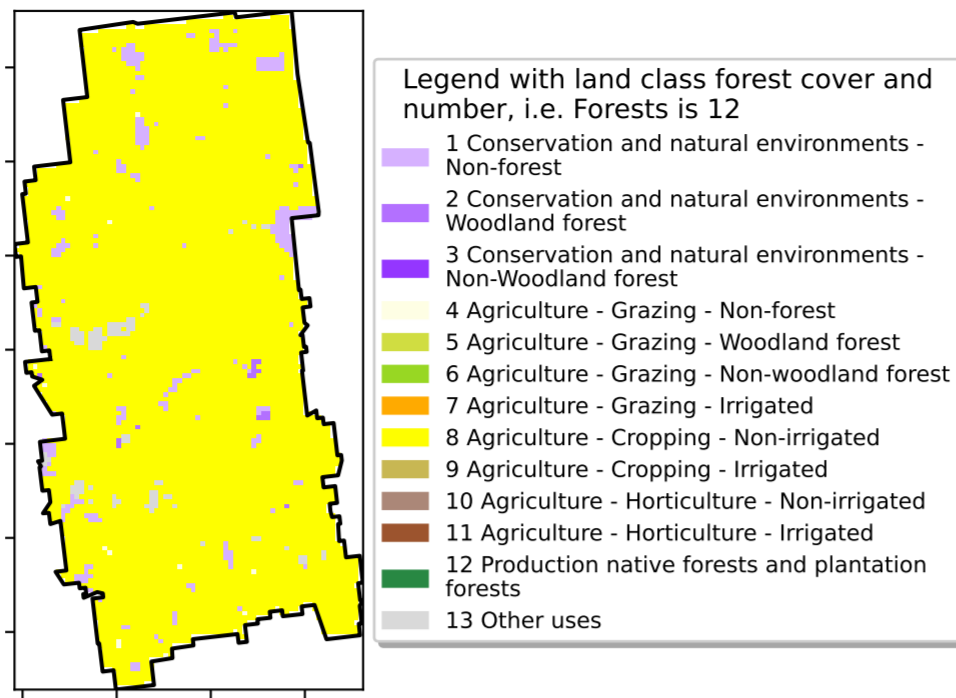 Legend with land class forest cover and
number, i.e. Forests is 12
1 Conservation and natural environments -
Non-forest
2 Conservation and natural environments -
Woodland forest
3 Conservation and natural environments -
Non-Woodland forest
4 Agriculture - Grazing - Non-forest
5 Agriculture - Grazing - Woodland forest
6 Agriculture - Grazing - Non-woodland forest
7 Agriculture - Grazing - Irrigated
8 Agriculture - Cropping - Non-irrigated
9 Agriculture - Cropping - Irrigated
10 Agriculture - Horticulture - Non-irrigated
11 Agriculture - Horticulture - Irrigated
12 Production native forests and plantation
forests
13 Other uses